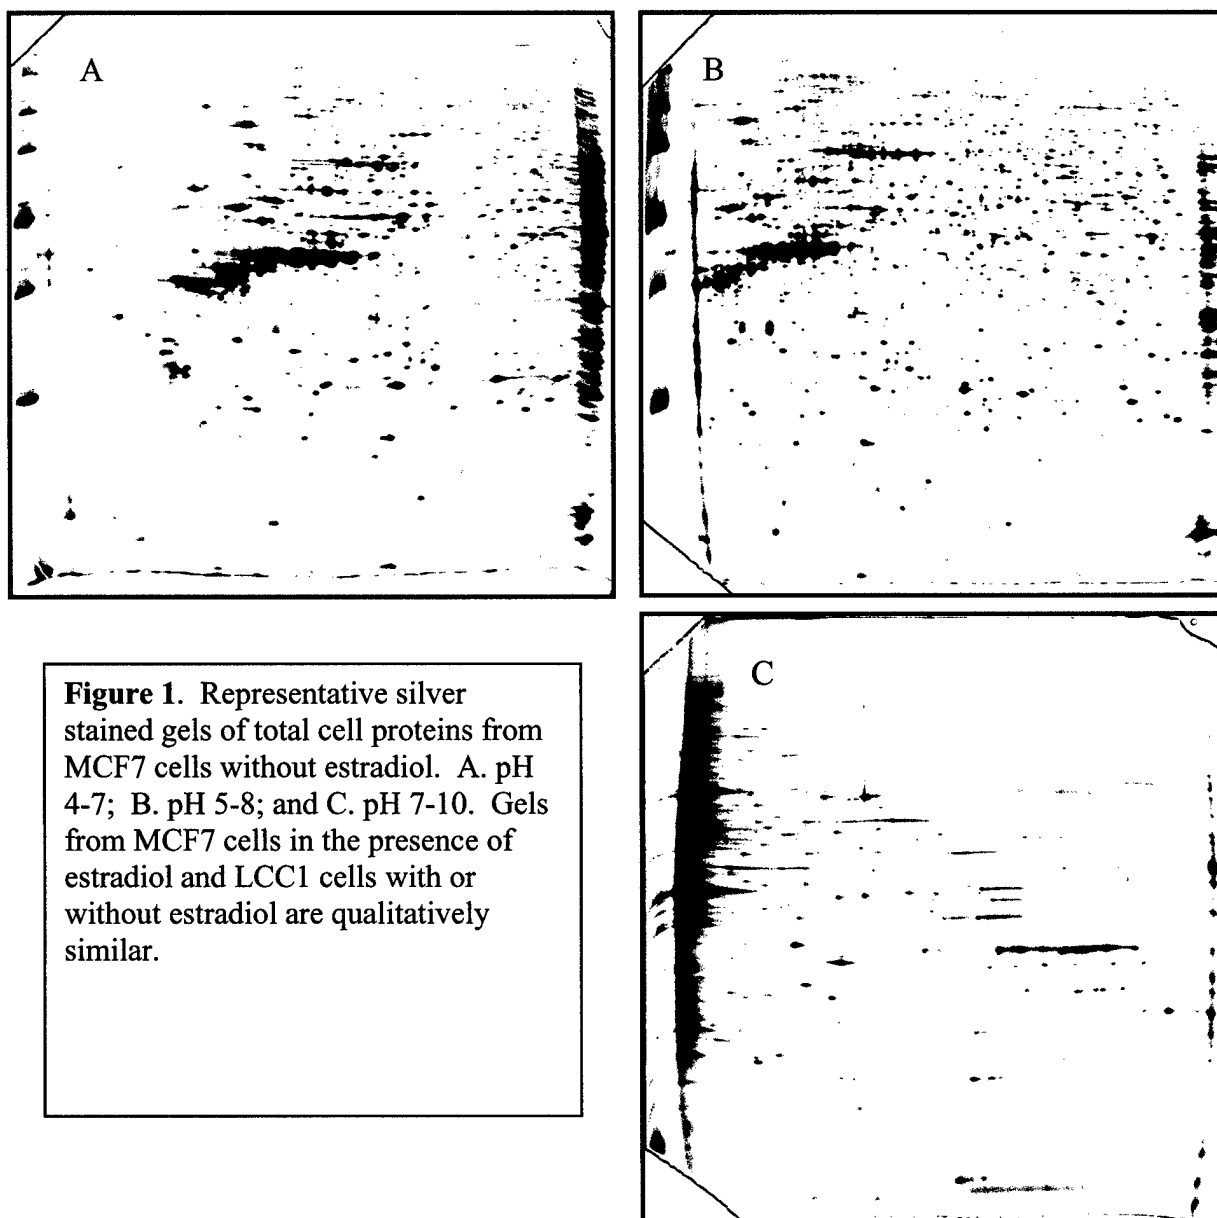 A
B
C
Figure 1. Representative silver
stained gels of total cell proteins from
MCF7 cells without estradiol. A. pH
4-7; B. pH 5-8; and C. pH 7-10. Gels
from MCF7 cells in the presence of
estradiol and LCC1 cells with or
without estradiol are qualitatively
similar.